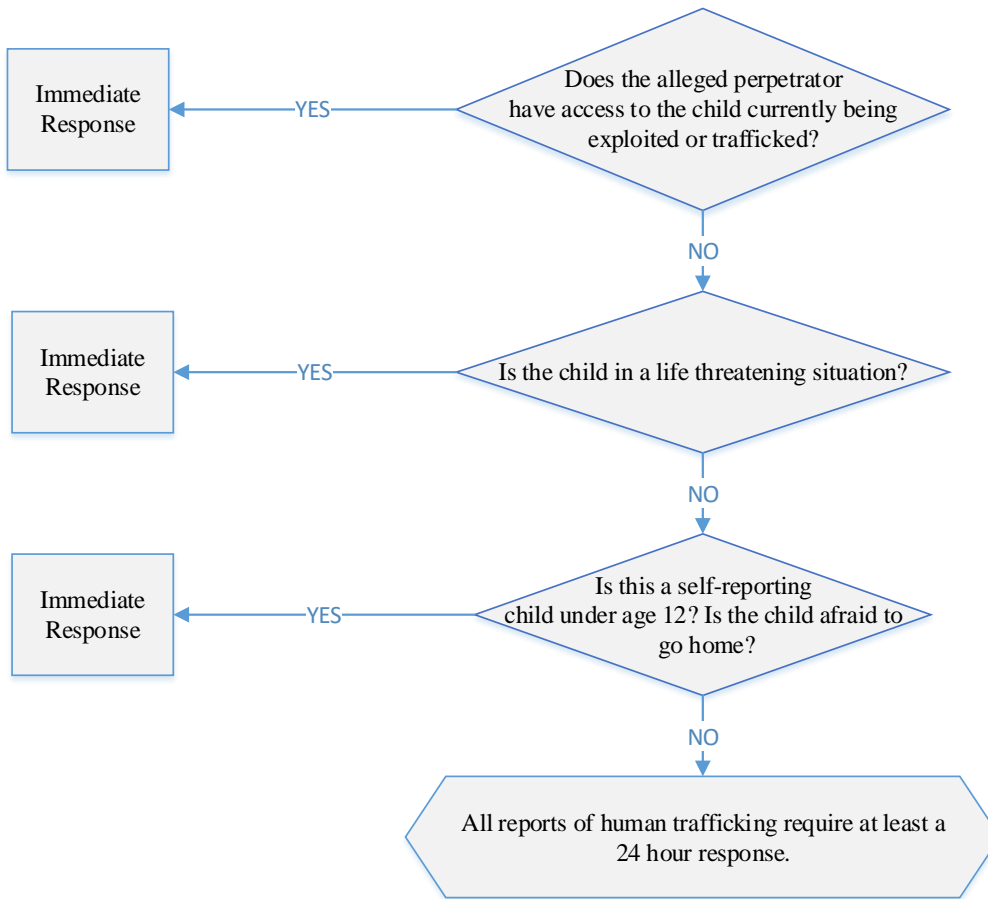 Does the alleged perpetrator
have access to the child currently being
exploited or trafficked?
YES
Immediate
Response
NO
Is the child in a life threatening situation?
YES
Immediate
Response
NO
Is this a self-reporting
child under age 12? Is the child afraid to
go home?
YES
Immediate
Response
NO
All reports of human trafficking require at least a
24 hour response.